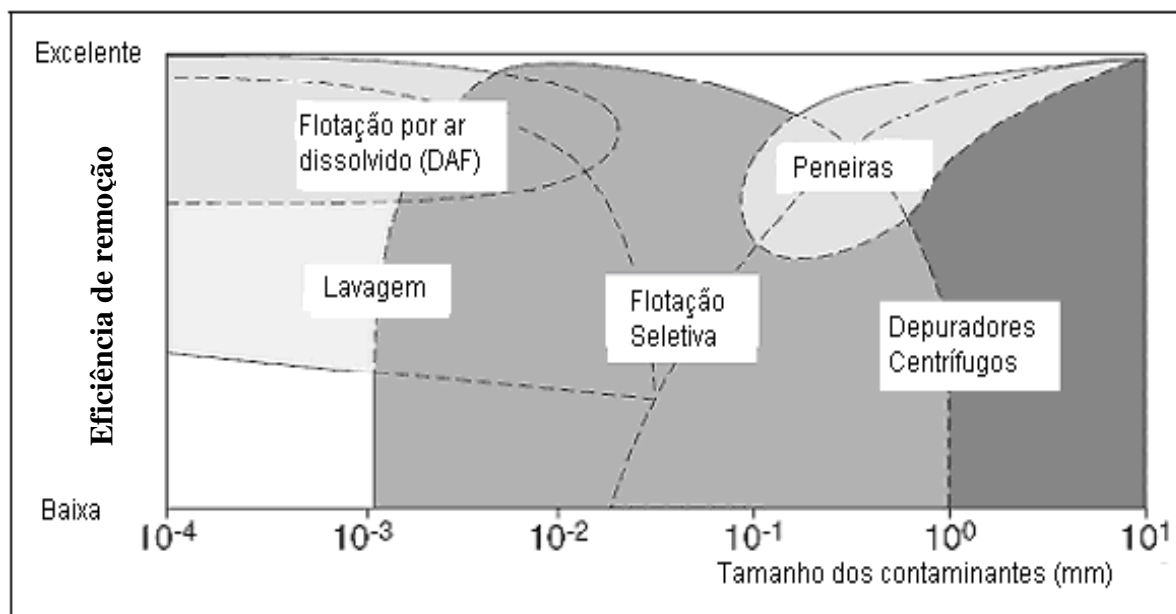 Excelente
Flotação por ar
dissolvido (DAF)
Peneiras
Eficiência de remoção
Lavagem
Flotação
Seletiva
Depuradores
Centrífugos
Baixa
10⁻⁴ 10⁻³ 10⁻² 10⁻¹ 10⁰ 10¹
Tamanho dos contaminantes (mm)